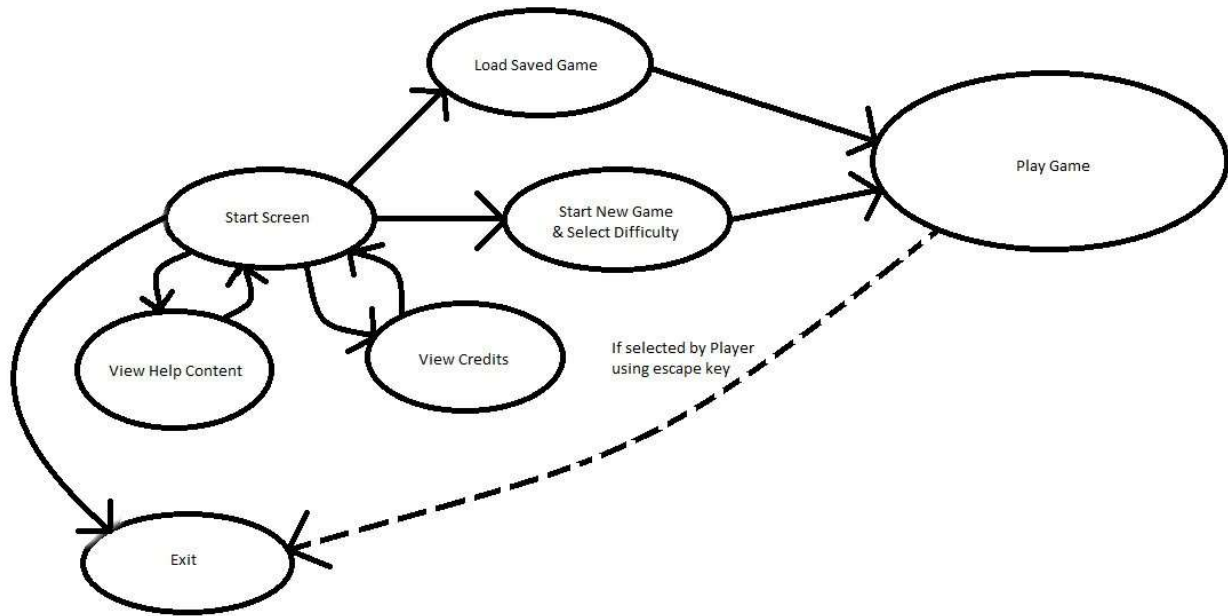 Load Saved Game
Play Game
Start Screen
Start New Game
& Select Difficulty
If selected by Player
using escape key
View Help Content
View Credits
Exit